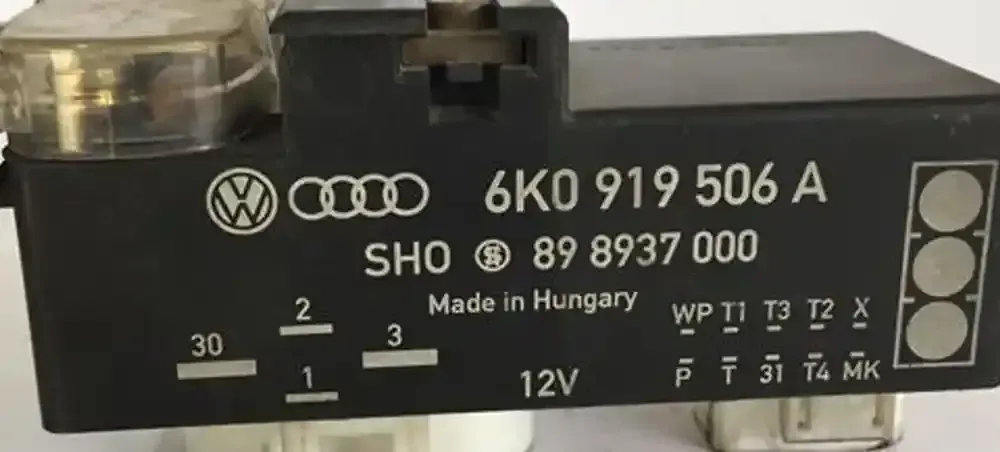 6K0 919 506 A
SHO 89 8937 000
Made in Hungary
WP T1 T3 T2 X
2
30
3
1
12V
P T 31 T4 MK